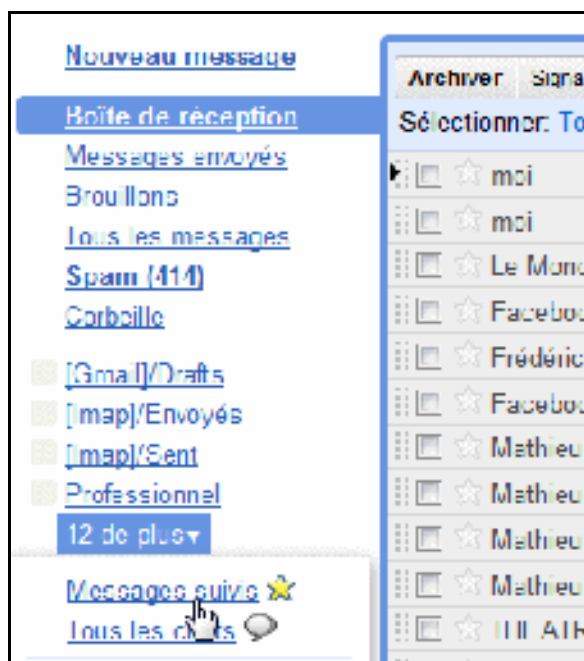 Nouveau message
Boîte de réception
Messages envoyés
Brouillons
Tous les messages
Spam (414)
Corbeille
[Gmail]/Drafts
[Imap]/Envoyés
[Imap]/Sent
Professionnel
12 de plus▾
Messages suivis
Tous les
Archiver Signa
Sélectionner: To
moi
moi
Le Mond
Faceboo
Frédéric
Faceboo
Mathieu
Mathieu
Mathieu
Mathieu
THEATR